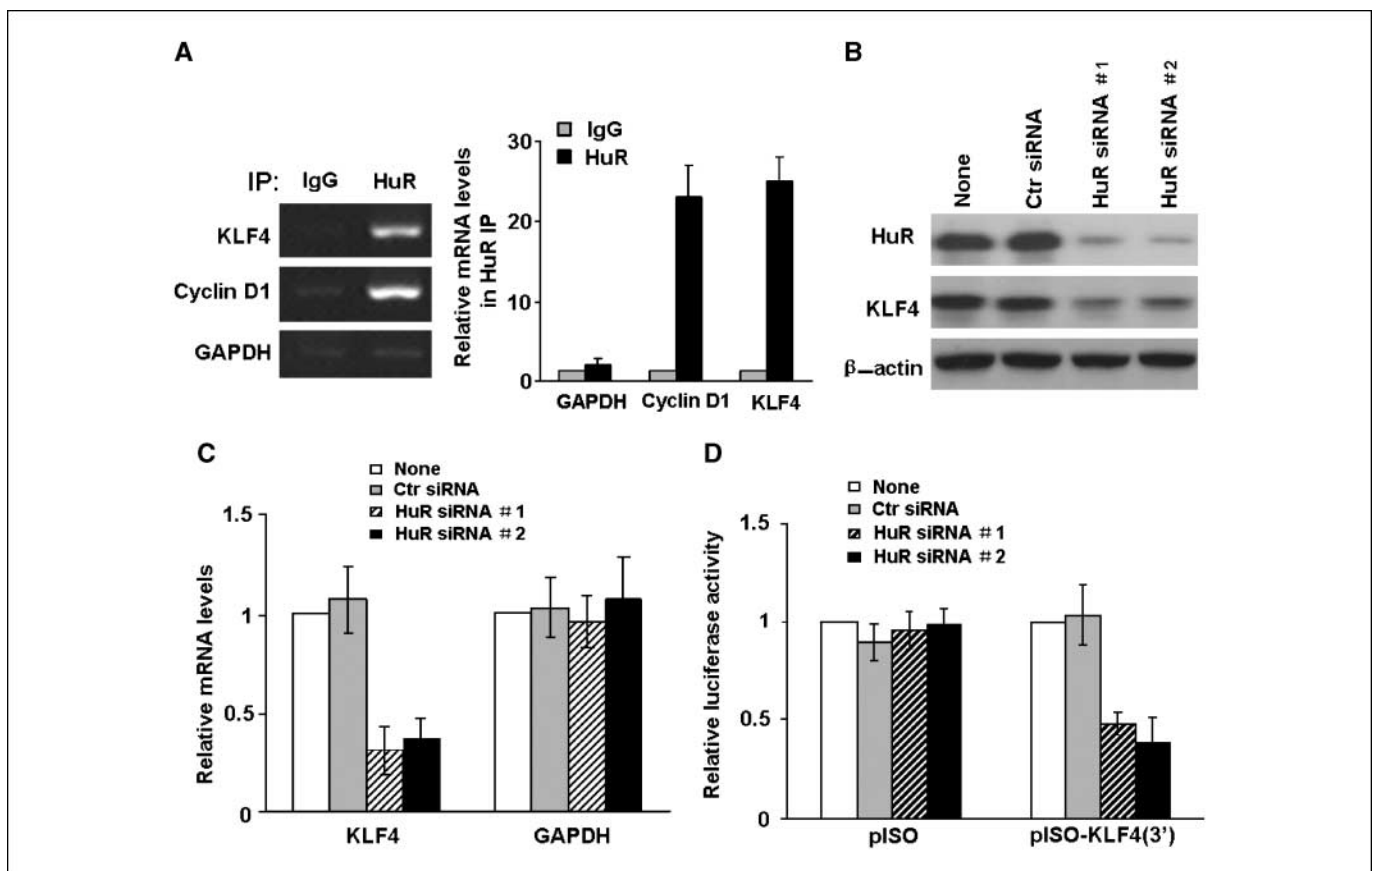 A
IP: IgG HuR
KLF4
Cyclin D1
GAPDH
Relative mRNA levels
in HuR IP
IgG
HuR
30
20
10
0
GAPDH Cyclin D1 KLF4
B
None
Ctr siRNA
HuR siRNA #1
HuR siRNA #2
HuR
KLF4
β–actin
C
None
Ctr siRNA
HuR siRNA #1
HuR siRNA #2
Relative mRNA levels
1.5
1
0.5
0
KLF4 GAPDH
D
None
Ctr siRNA
HuR siRNA #1
HuR siRNA #2
Relative luciferase activity
1.5
1
0.5
0
pISO pISO-KLF4(3')